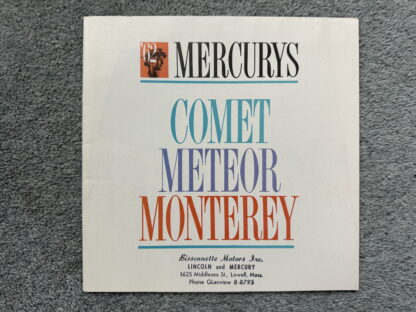 '62 MERCURYS
COMET
METEOR
MONTEREY
Bissonnette Motors Inc.
LINCOLN and MERCURY
1625 Middlesex St., Lowell, Mass.
Phone GLenview 8-8793